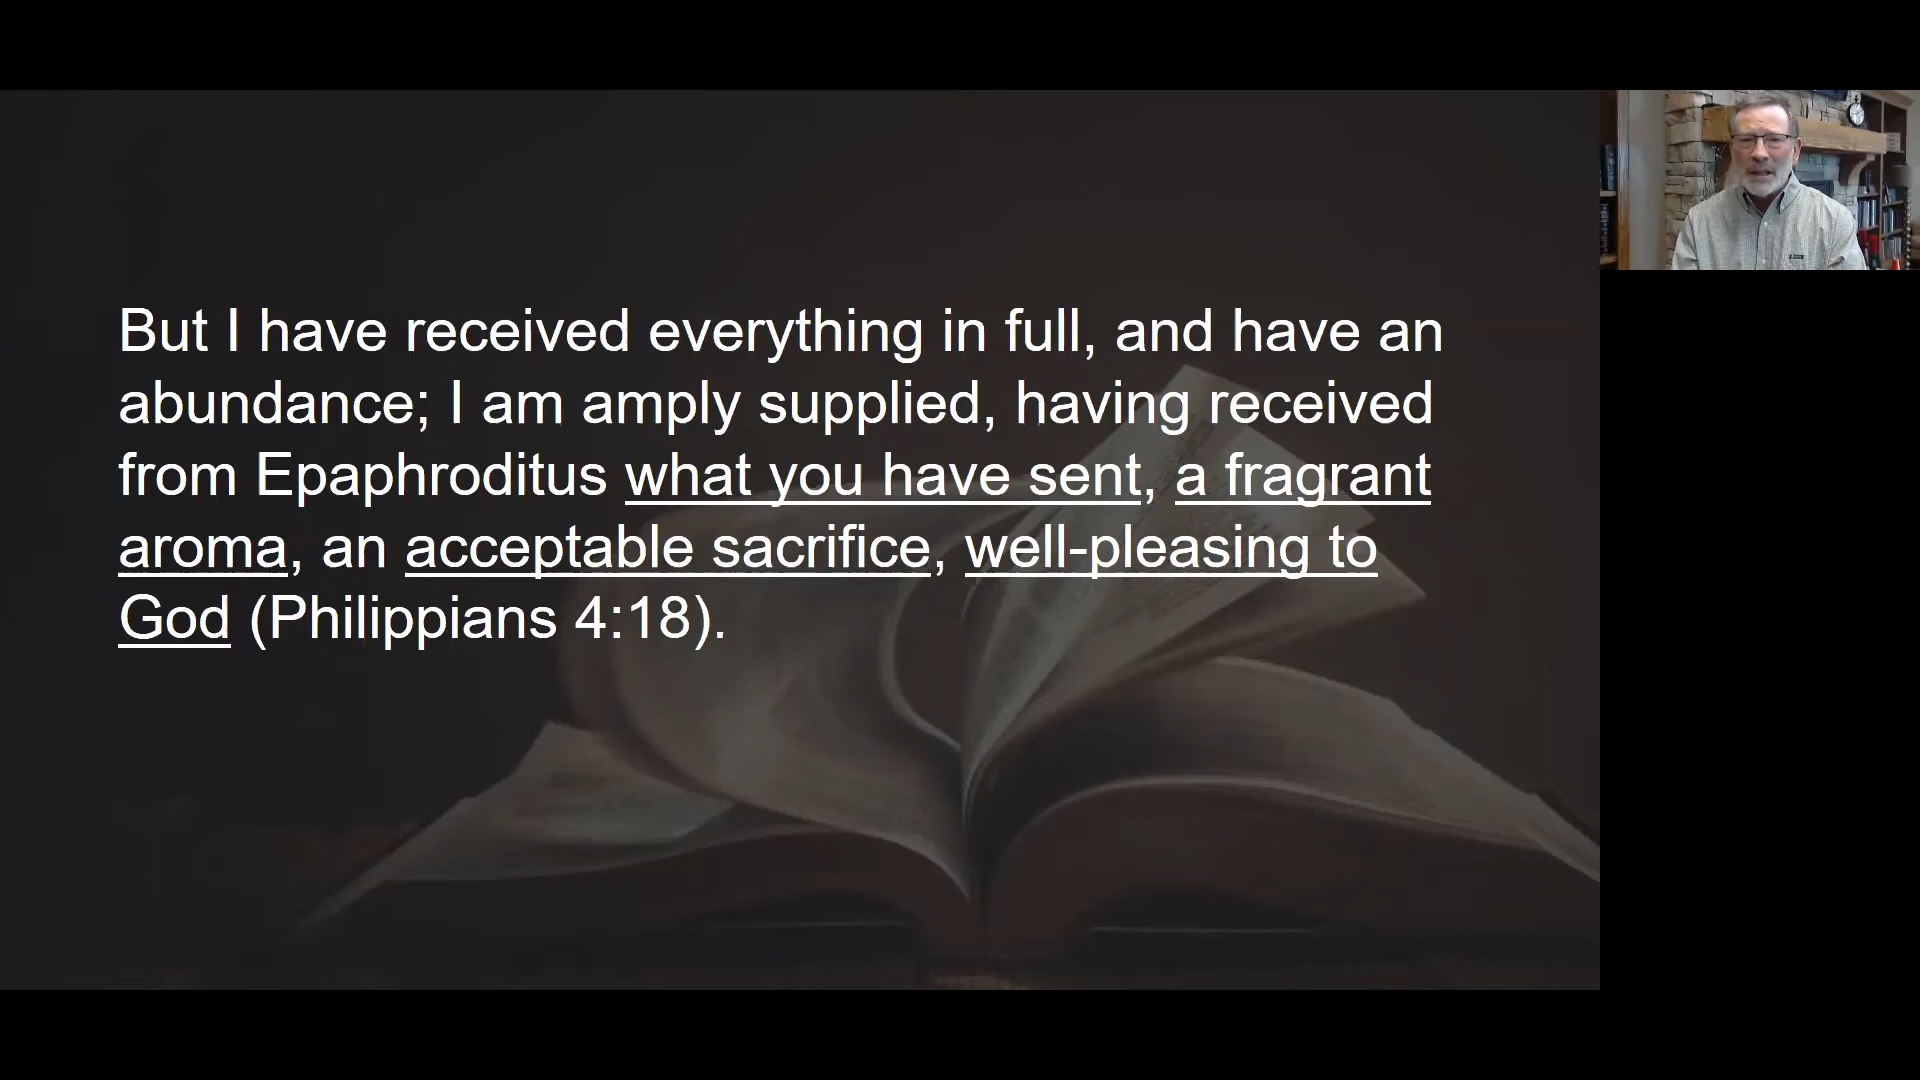 But I have received everything in full, and have an
abundance; I am amply supplied, having received
from Epaphroditus what you have sent, a fragrant
aroma, an acceptable sacrifice, well-pleasing to
God (Philippians 4:18).